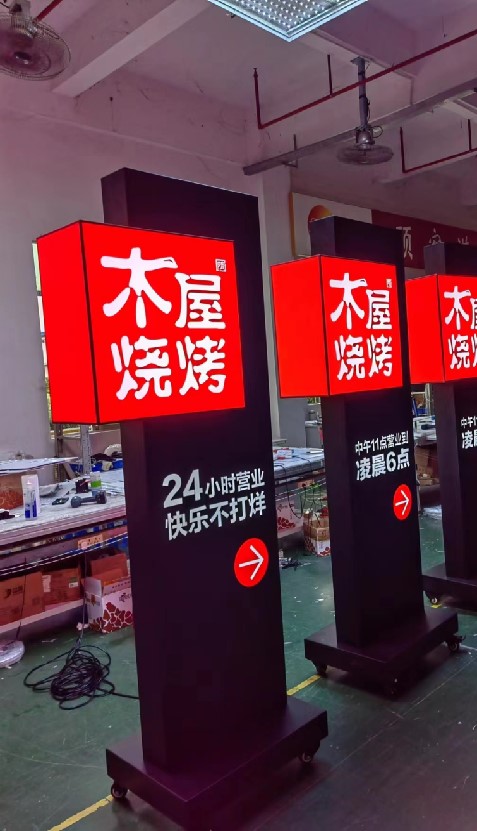 木屋
烧烤
24小时营业
快乐不打烊
木屋
烧烤
中午11点营业到
凌晨6点
木屋
烧烤